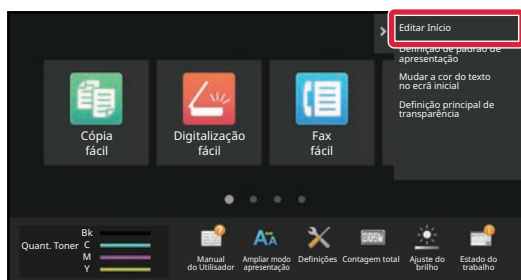 Editar Início
Definição de padrão de
apresentação
Mudar a cor do texto
no ecrã inicial
Definição principal de
transparência
Cópia
fácil
Digitalização
fácil
Fax
fácil
Quant. Toner
Bk
C
M
Y
Manual
do Utilisador
Ampliar modo
apresentação
Definições
Contagem total
Ajuste do
brilho
Estado do
trabalho